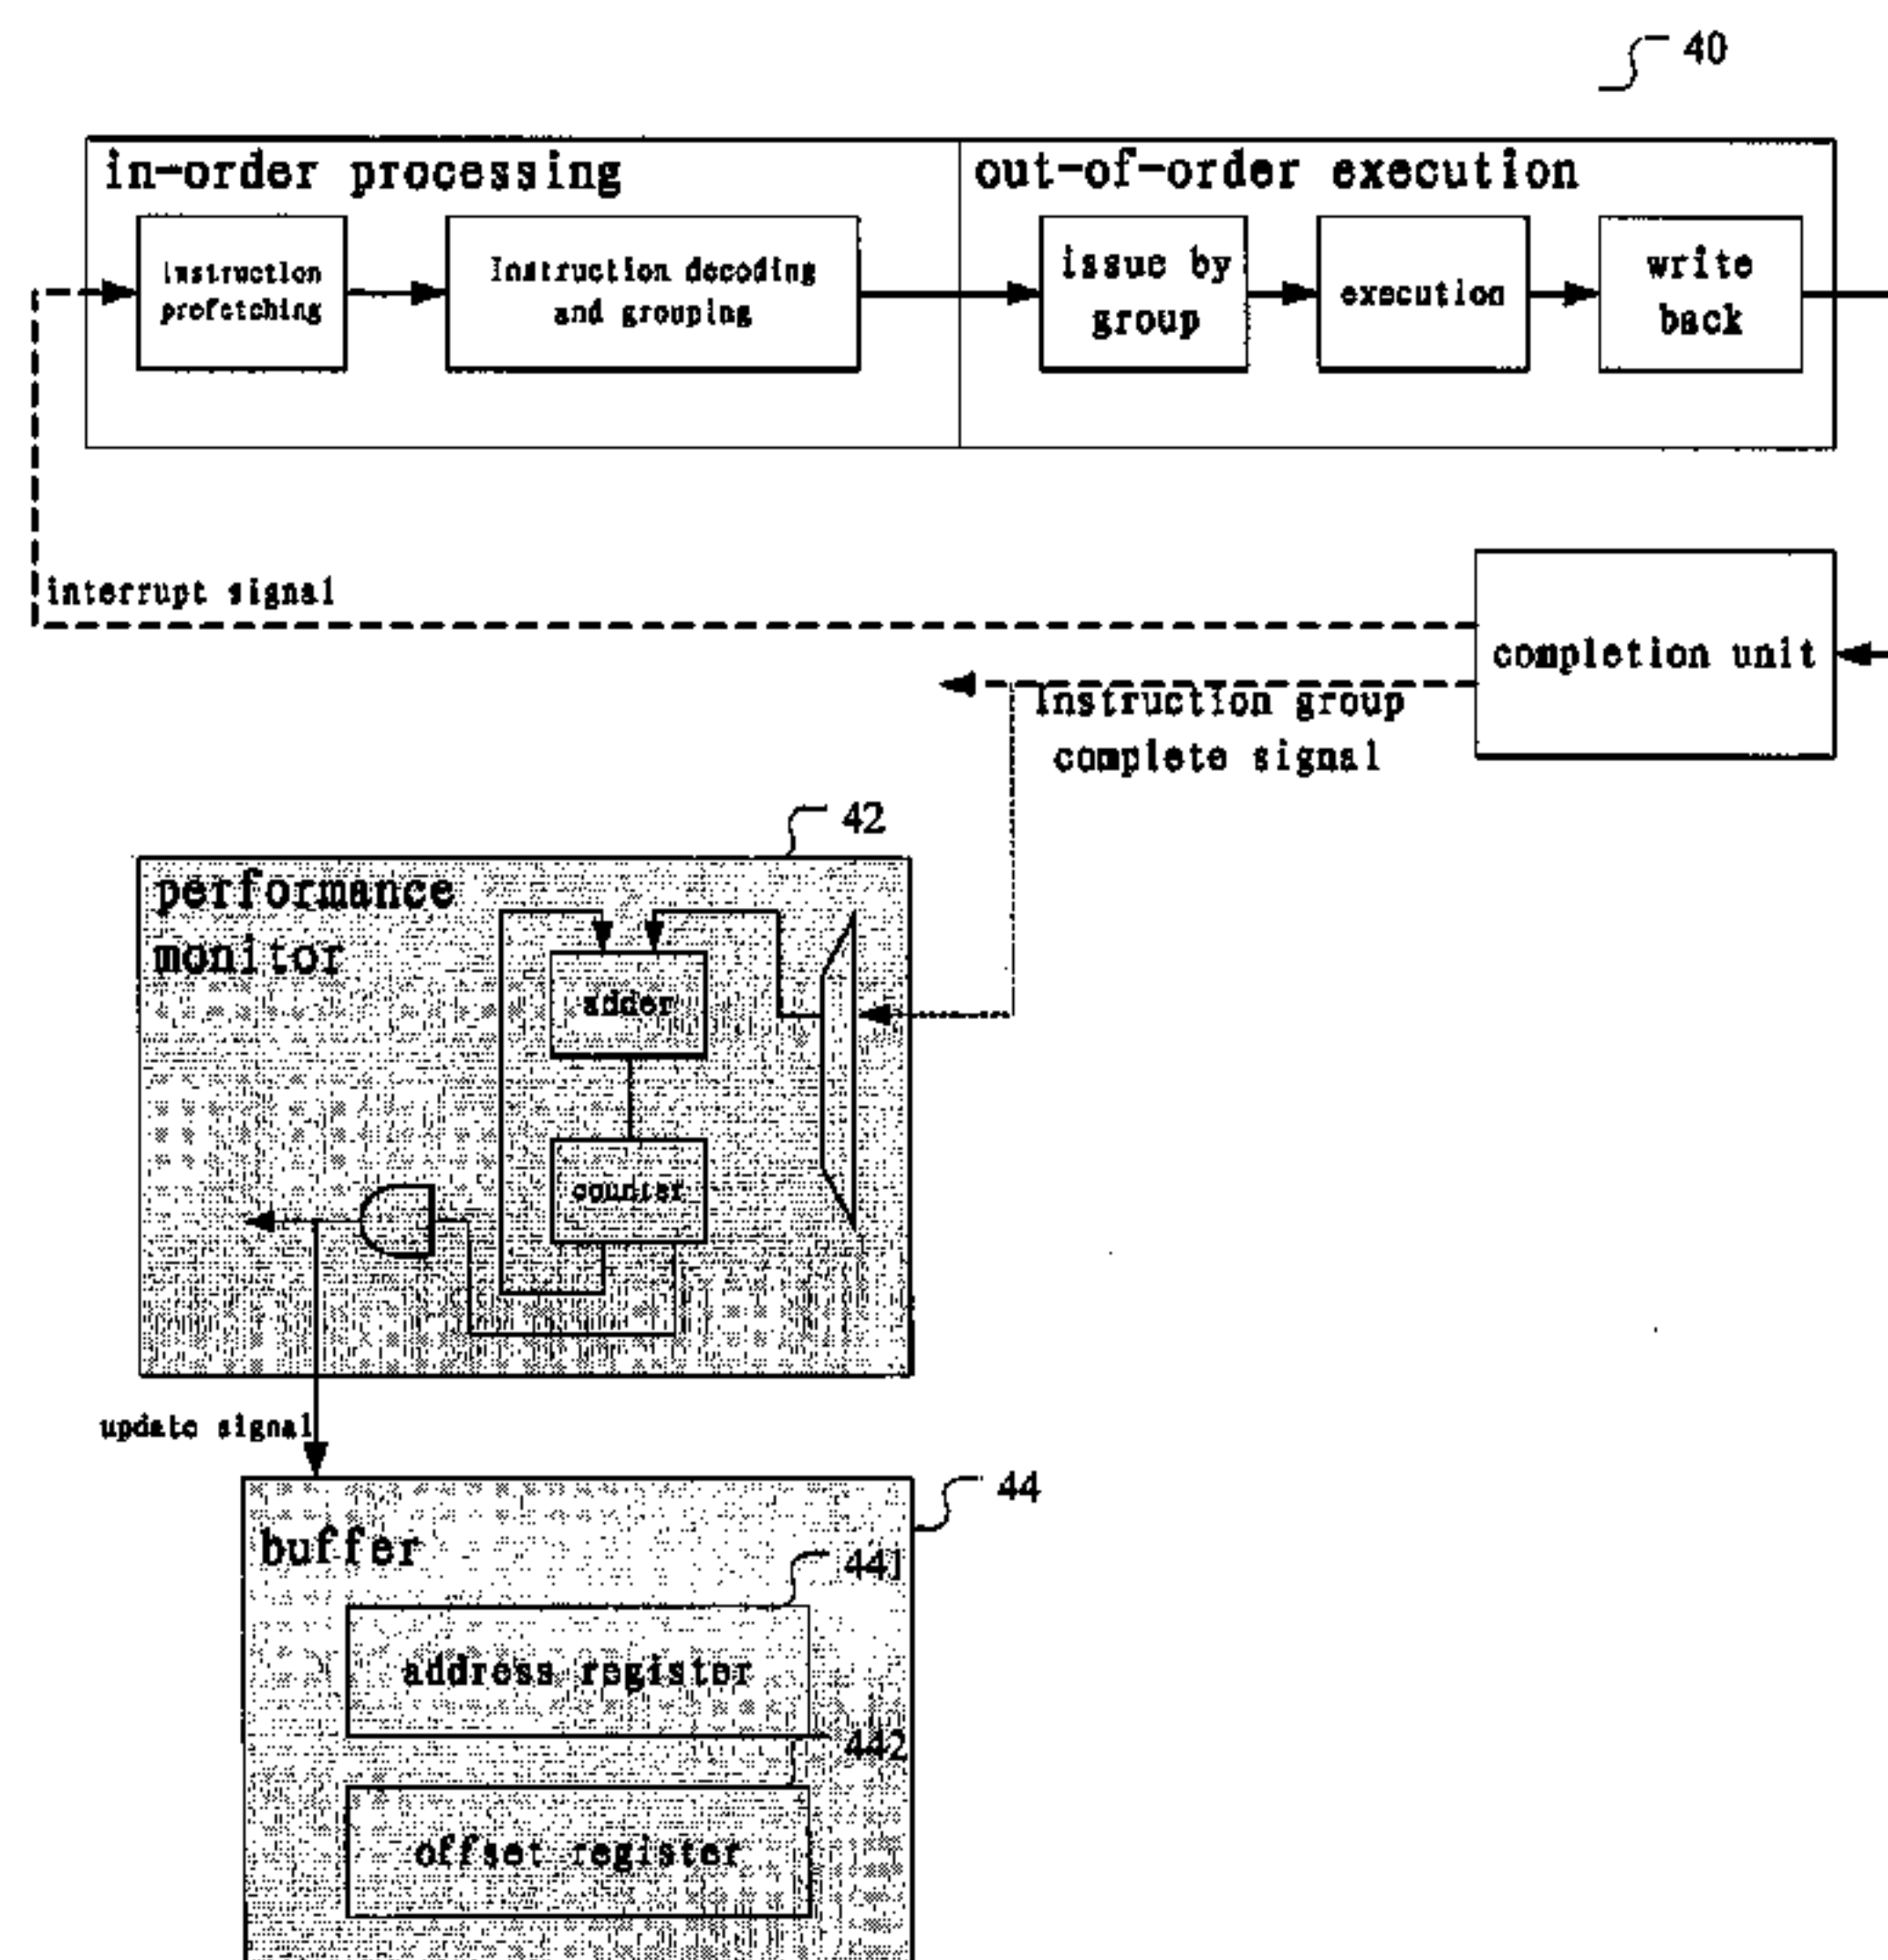 40
in-order processing
out-of-order execution
Instruction
prefetching
Instruction decoding
and grouping
issue by
group
execution
write
back
interrupt signal
completion unit
Instruction group
complete signal
42
performance
monitor
adder
counter
update signal
44
buffer
441
address register
442
offset register